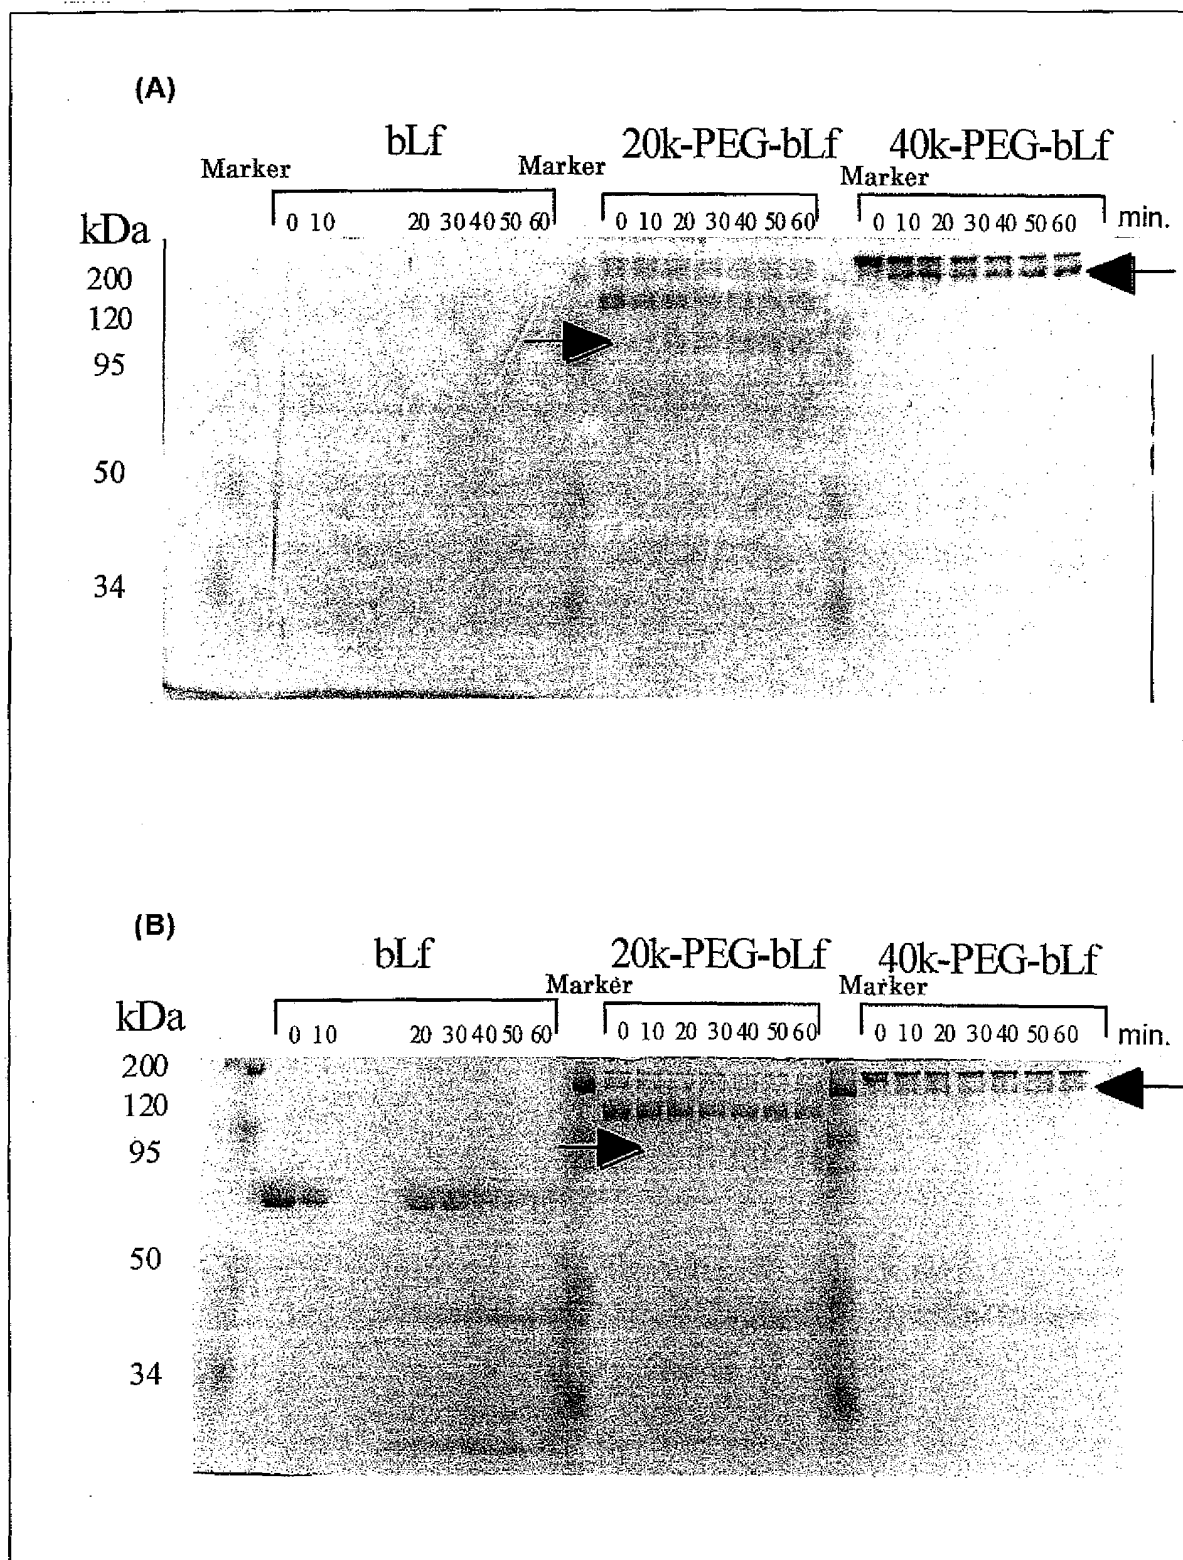 (A)
bLf 20k-PEG-bLf 40k-PEG-bLf
Marker Marker Marker
0 10 20 30 40 50 60 0 10 20 30 40 50 60 0 10 20 30 40 50 60 min.
kDa
200
120
95
50
34
(B)
bLf 20k-PEG-bLf 40k-PEG-bLf
Marker Marker
kDa 0 10 20 30 40 50 60 0 10 20 30 40 50 60 0 10 20 30 40 50 60 min.
200
120
95
50
34